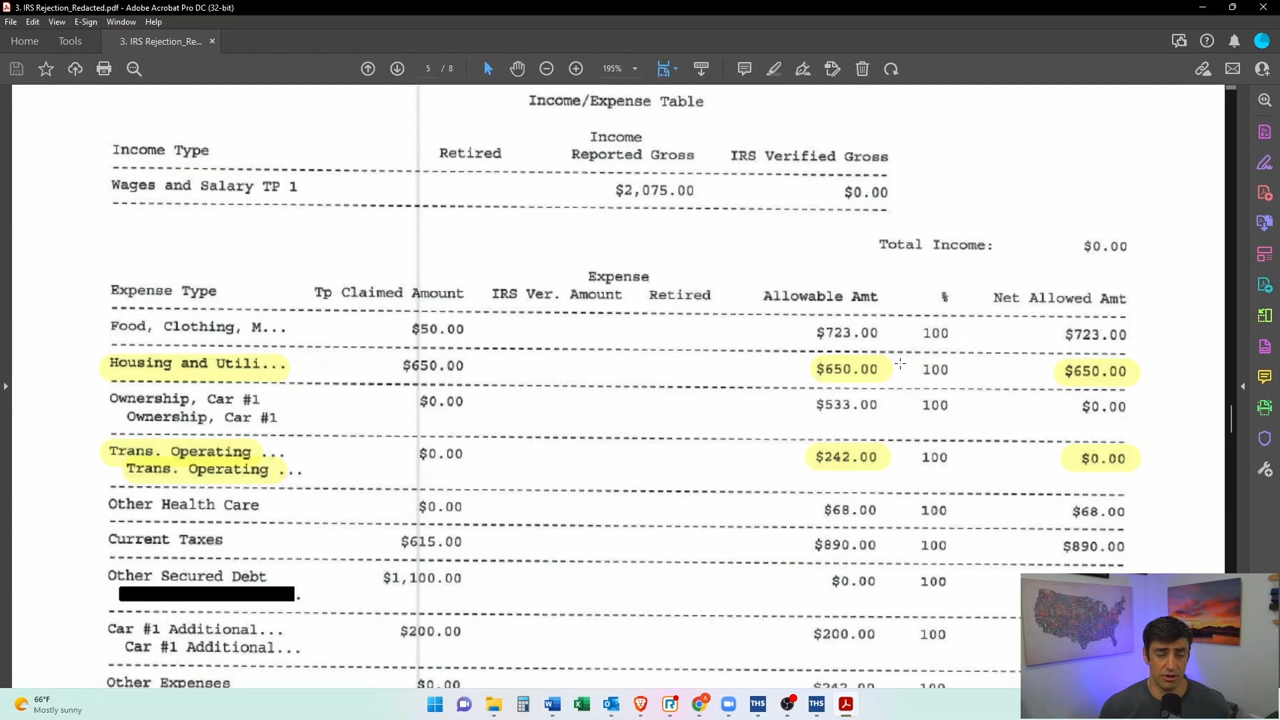 3. IRS Rejection_Redacted.pdf - Adobe Acrobat Pro DC (32-bit)
File Edit View E-Sign Window Help
Home Tools 3. IRS Rejection_Re... ×
5 / 8 195%
Income/Expense Table
Income
Income Type Retired Reported Gross IRS Verified Gross
Wages and Salary TP 1 $2,075.00 $0.00
Total Income: $0.00
Expense
Expense Type Tp Claimed Amount IRS Ver. Amount Retired Allowable Amt % Net Allowed Amt
Food, Clothing, M... $50.00 $723.00 100 $723.00
Housing and Utili... $650.00 $650.00 100 $650.00
Ownership, Car #1 $0.00 $533.00 100 $0.00
Ownership, Car #1
Trans. Operating ... $0.00 $242.00 100 $0.00
Trans. Operating ...
Other Health Care $0.00 $68.00 100 $68.00
Current Taxes $615.00 $890.00 100 $890.00
Other Secured Debt $1,100.00 $0.00 100
Car #1 Additional... $200.00 $200.00 100
Car #1 Additional...
Other Expenses $0.00 $242.00 100
66°F
Mostly sunny
THS THS